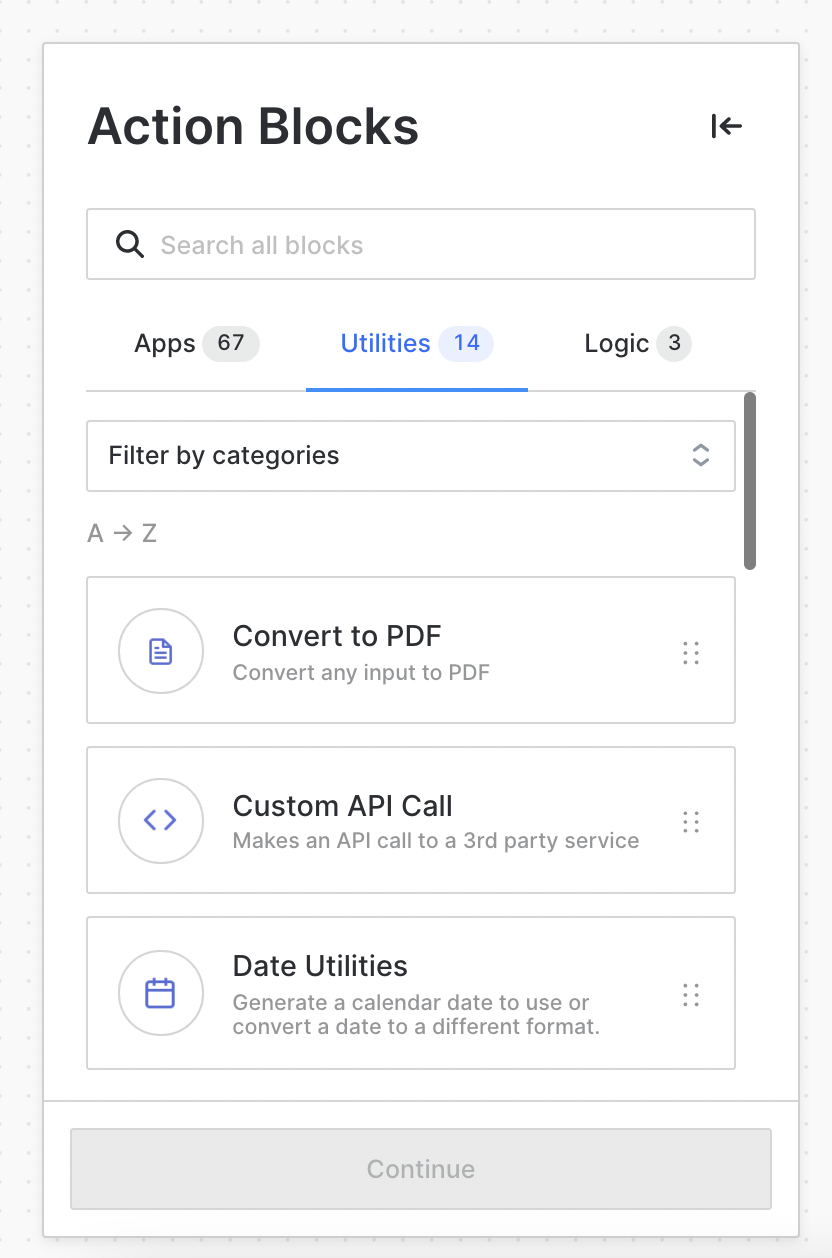 Action Blocks
Search all blocks
Apps 67 Utilities 14 Logic 3
Filter by categories
A → Z
Convert to PDF
Convert any input to PDF
Custom API Call
Makes an API call to a 3rd party service
Date Utilities
Generate a calendar date to use or
convert a date to a different format.
Continue